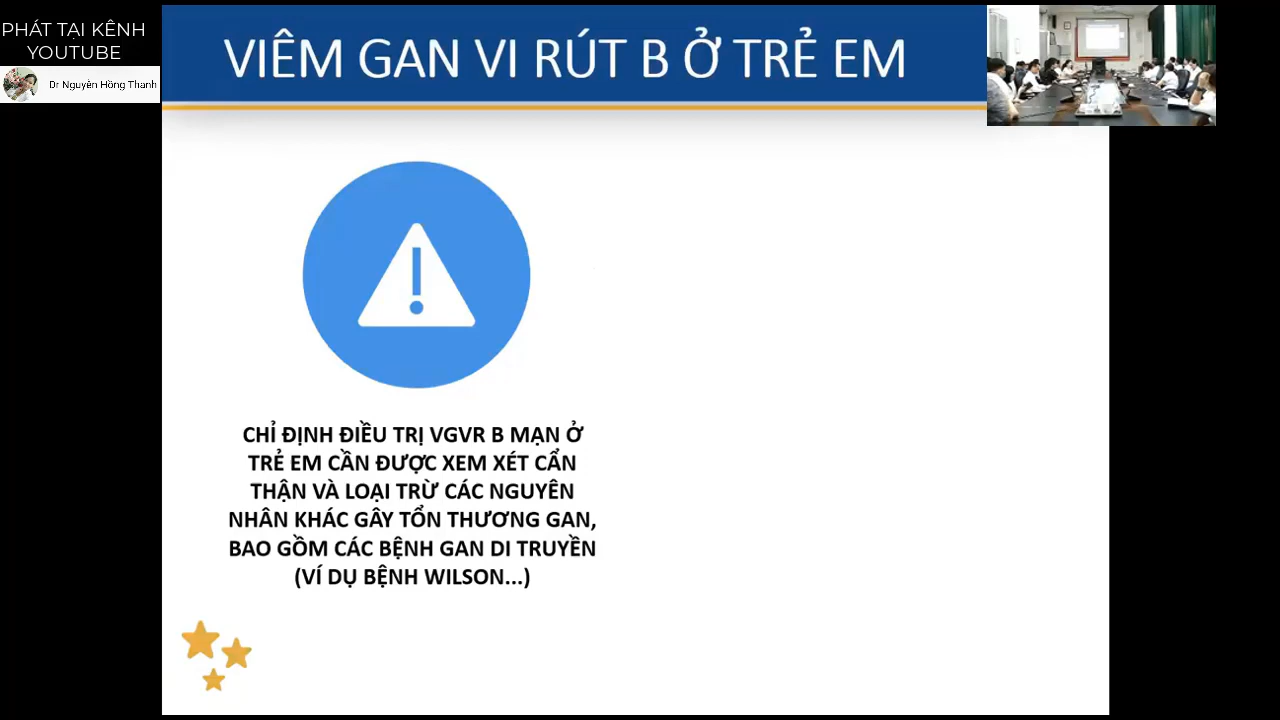 PHÁT TẠI KÊNH
YOUTUBE
Dr Nguyễn Hồng Thanh
VIÊM GAN VI RÚT B Ở TRẺ EM
CHỈ ĐỊNH ĐIỀU TRỊ VGVR B MẠN Ở
TRẺ EM CẦN ĐƯỢC XEM XÉT CẨN
THẬN VÀ LOẠI TRỪ CÁC NGUYÊN
NHÂN KHÁC GÂY TỔN THƯƠNG GAN,
BAO GỒM CÁC BỆNH GAN DI TRUYỀN
(VÍ DỤ BỆNH WILSON...)